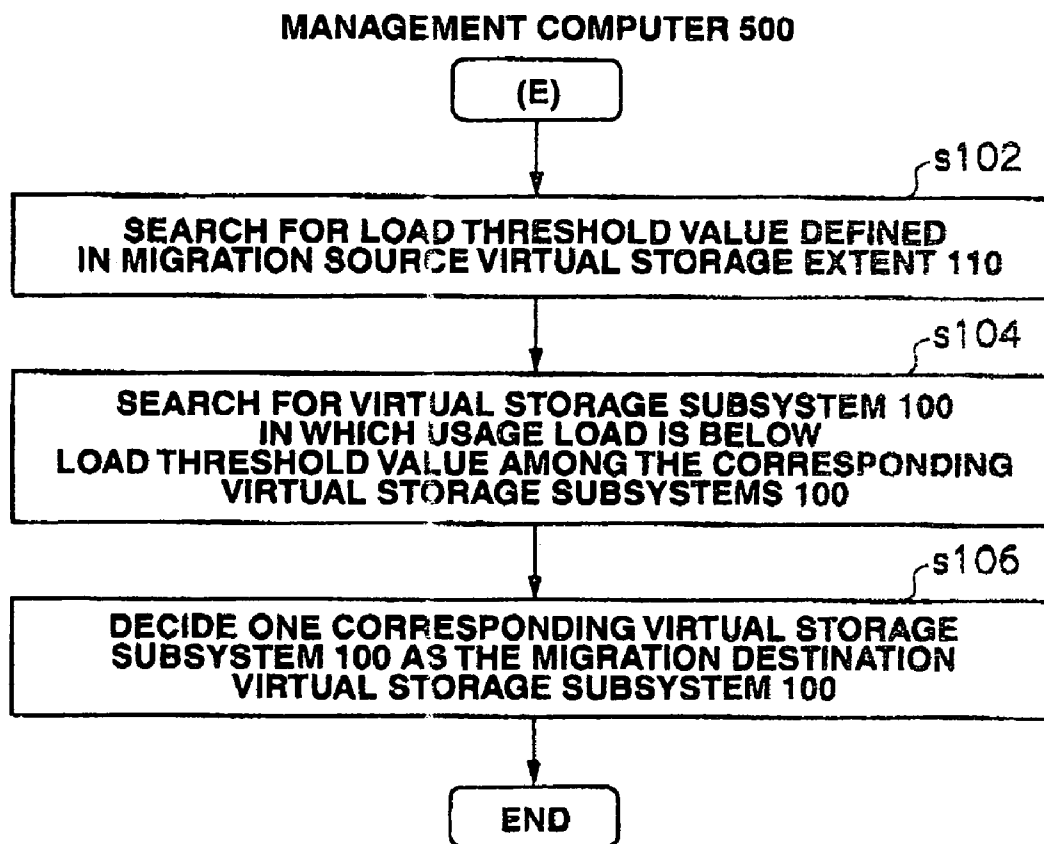 MANAGEMENT COMPUTER 500
(E)
s102
SEARCH FOR LOAD THRESHOLD VALUE DEFINED
IN MIGRATION SOURCE VIRTUAL STORAGE EXTENT 110
s104
SEARCH FOR VIRTUAL STORAGE SUBSYSTEM 100
IN WHICH USAGE LOAD IS BELOW
LOAD THRESHOLD VALUE AMONG THE CORRESPONDING
VIRTUAL STORAGE SUBSYSTEMS 100
s106
DECIDE ONE CORRESPONDING VIRTUAL STORAGE
SUBSYSTEM 100 AS THE MIGRATION DESTINATION
VIRTUAL STORAGE SUBSYSTEM 100
END